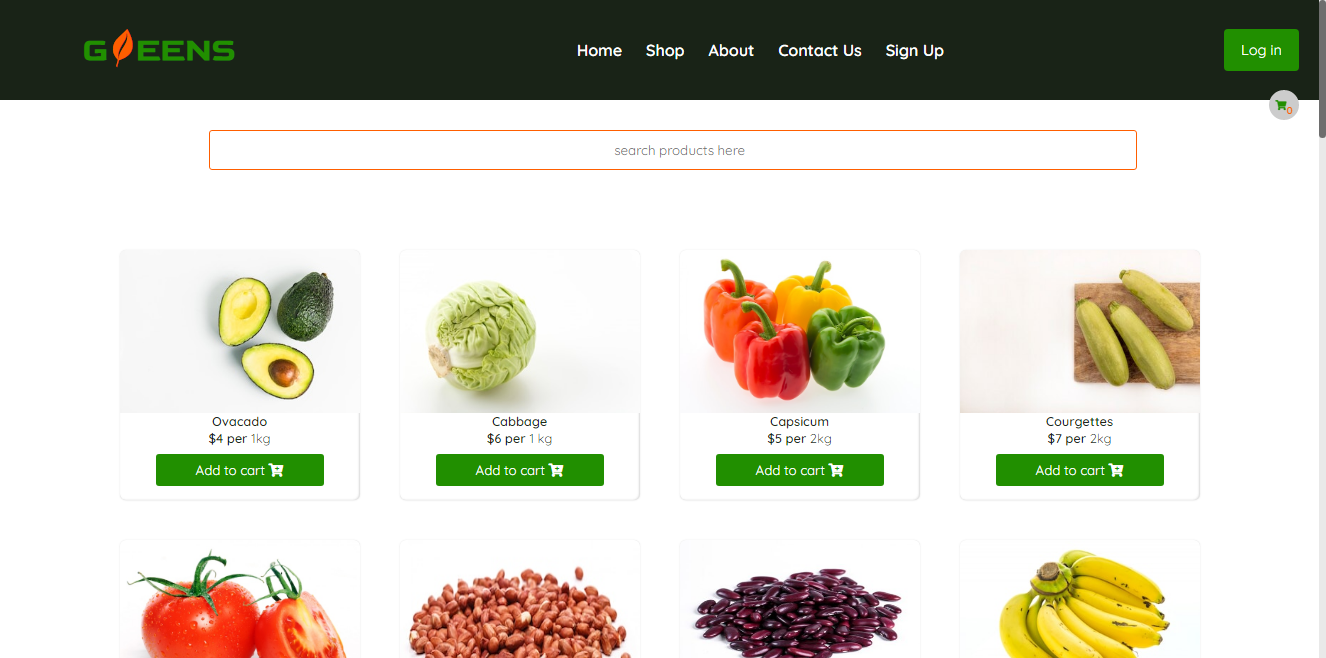 GREENS
Home Shop About Contact Us Sign Up
Log in
0
search products here
Ovacado
$4 per 1kg
Add to cart
Cabbage
$6 per 1 kg
Add to cart
Capsicum
$5 per 2kg
Add to cart
Courgettes
$7 per 2kg
Add to cart